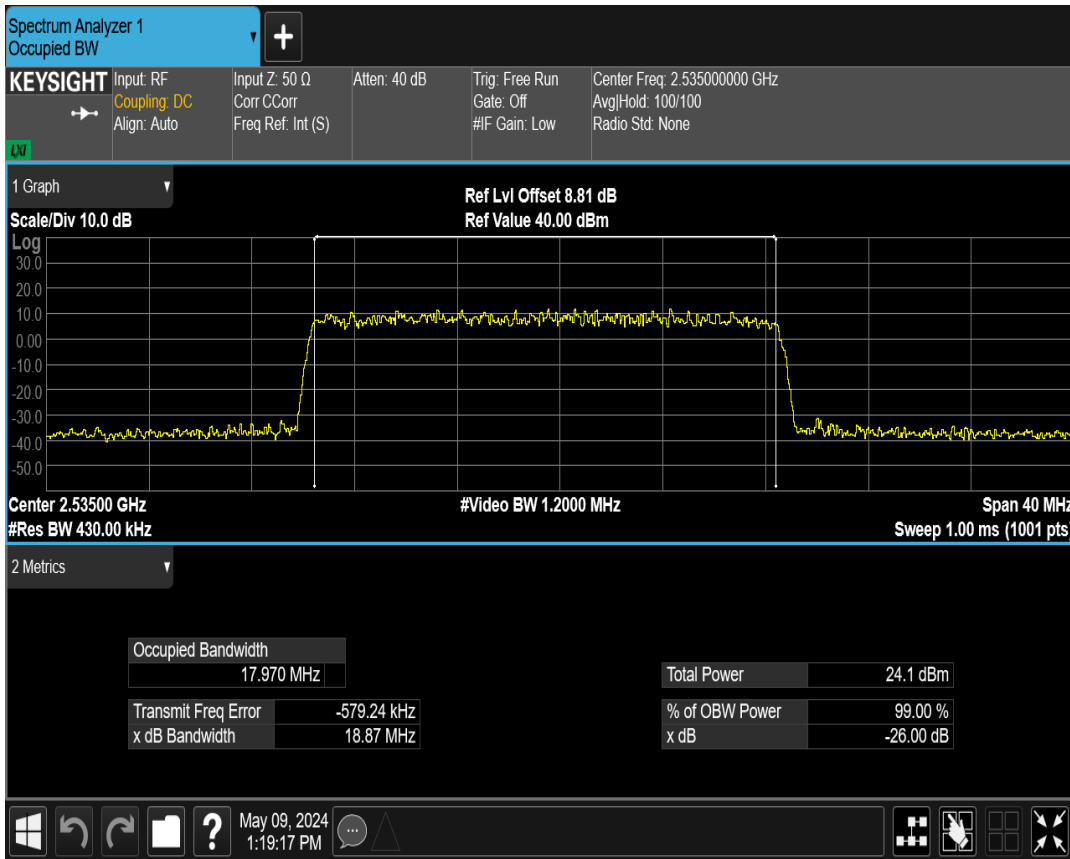 Spectrum Analyzer 1
Occupied BW
KEYSIGHT
LXI
Input: RF
Coupling: DC
Align: Auto
Input Z: 50 Ω
Corr CCorr
Freq Ref: Int (S)
Atten: 40 dB
Trig: Free Run
Gate: Off
#IF Gain: Low
Center Freq: 2.535000000 GHz
Avg|Hold: 100/100
Radio Std: None
1 Graph
Scale/Div 10.0 dB
Ref Lvl Offset 8.81 dB
Ref Value 40.00 dBm
Log
30.0
20.0
10.0
0.00
-10.0
-20.0
-30.0
-40.0
-50.0
Center 2.53500 GHz
#Res BW 430.00 kHz
#Video BW 1.2000 MHz
Span 40 MHz
Sweep 1.00 ms (1001 pts)
2 Metrics
Occupied Bandwidth
17.970 MHz
Transmit Freq Error -579.24 kHz
x dB Bandwidth 18.87 MHz
Total Power 24.1 dBm
% of OBW Power 99.00 %
x dB -26.00 dB
May 09, 2024
1:19:17 PM